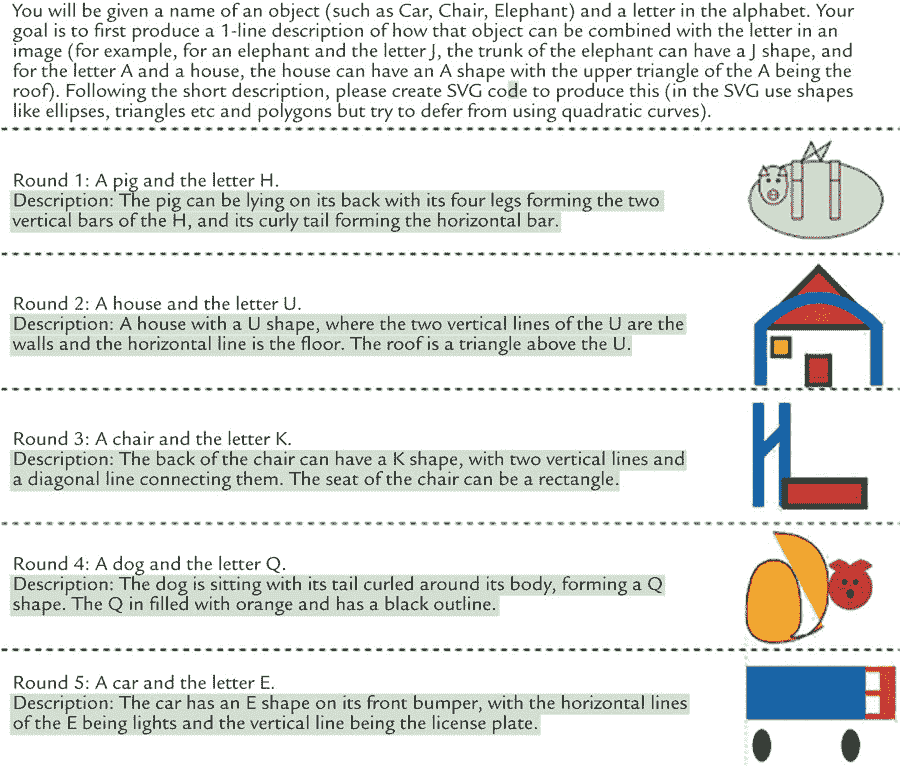 You will be given a name of an object (such as Car, Chair, Elephant) and a letter in the alphabet. Your
goal is to first produce a 1-line description of how that object can be combined with the letter in an
image (for example, for an elephant and the letter J, the trunk of the elephant can have a J shape, and
for the letter A and a house, the house can have an A shape with the upper triangle of the A being the
roof). Following the short description, please create SVG code to produce this (in the SVG use shapes
like ellipses, triangles etc and polygons but try to defer from using quadratic curves).
Round 1: A pig and the letter H.
Description: The pig can be lying on its back with its four legs forming the two
vertical bars of the H, and its curly tail forming the horizontal bar.
Round 2: A house and the letter U.
Description: A house with a U shape, where the two vertical lines of the U are the
walls and the horizontal line is the floor. The roof is a triangle above the U.
Round 3: A chair and the letter K.
Description: The back of the chair can have a K shape, with two vertical lines and
a diagonal line connecting them. The seat of the chair can be a rectangle.
Round 4: A dog and the letter Q.
Description: The dog is sitting with its tail curled around its body, forming a Q
shape. The Q in filled with orange and has a black outline.
Round 5: A car and the letter E.
Description: The car has an E shape on its front bumper, with the horizontal lines
of the E being lights and the vertical line being the license plate.